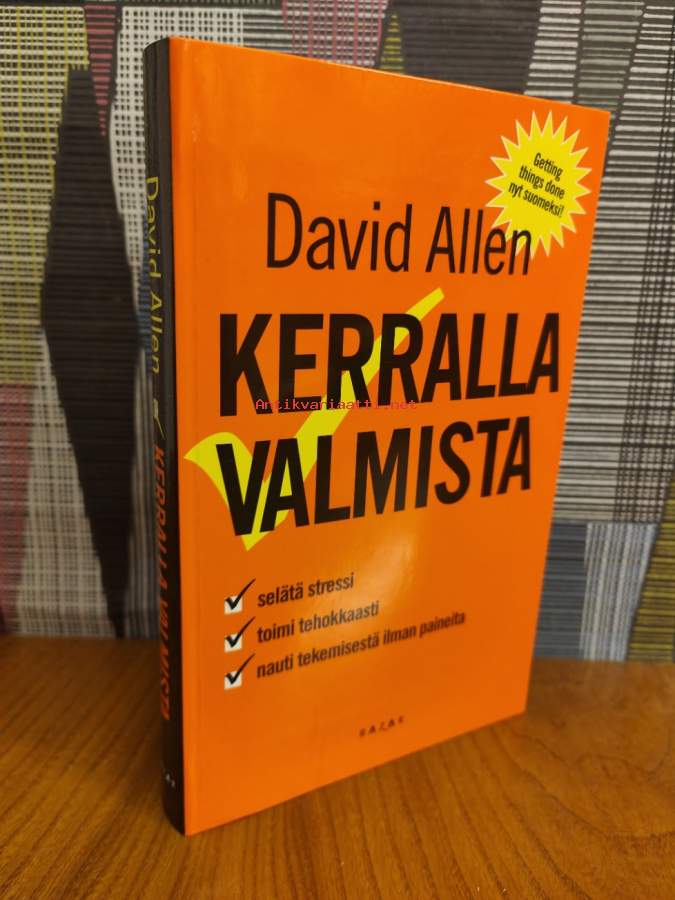 Getting
things done
nyt suomeksi!
David Allen
KERRALLA
Antikvariaatti.net
VALMISTA
selätä stressi
toimi tehokkaasti
nauti tekemisestä ilman paineita
BAZAR
David Allen KERRALLA VALMISTA